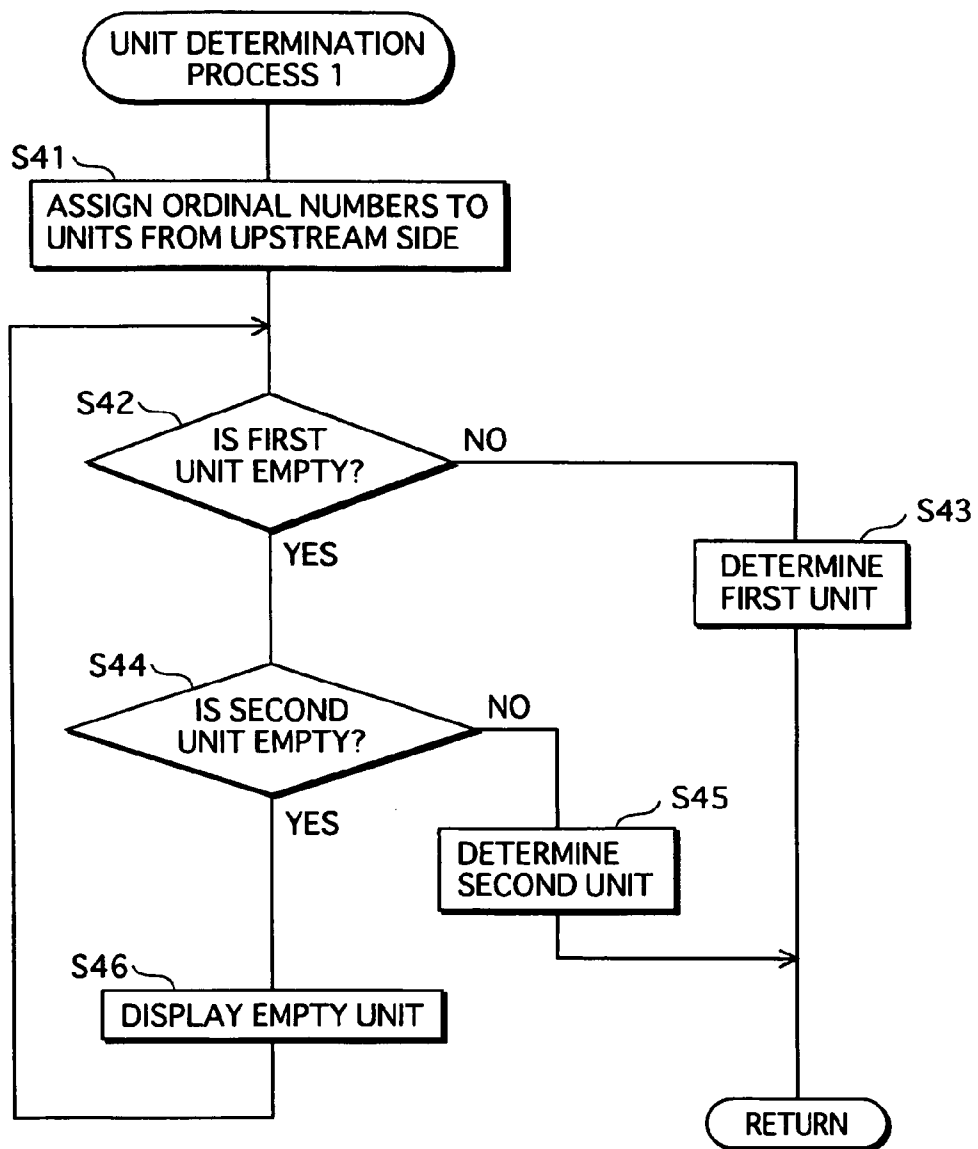 UNIT DETERMINATION
PROCESS 1
S41
ASSIGN ORDINAL NUMBERS TO
UNITS FROM UPSTREAM SIDE
S42
IS FIRST
UNIT EMPTY?
NO
YES
S43
DETERMINE
FIRST UNIT
S44
IS SECOND
UNIT EMPTY?
NO
YES
S45
DETERMINE
SECOND UNIT
S46
DISPLAY EMPTY UNIT
RETURN